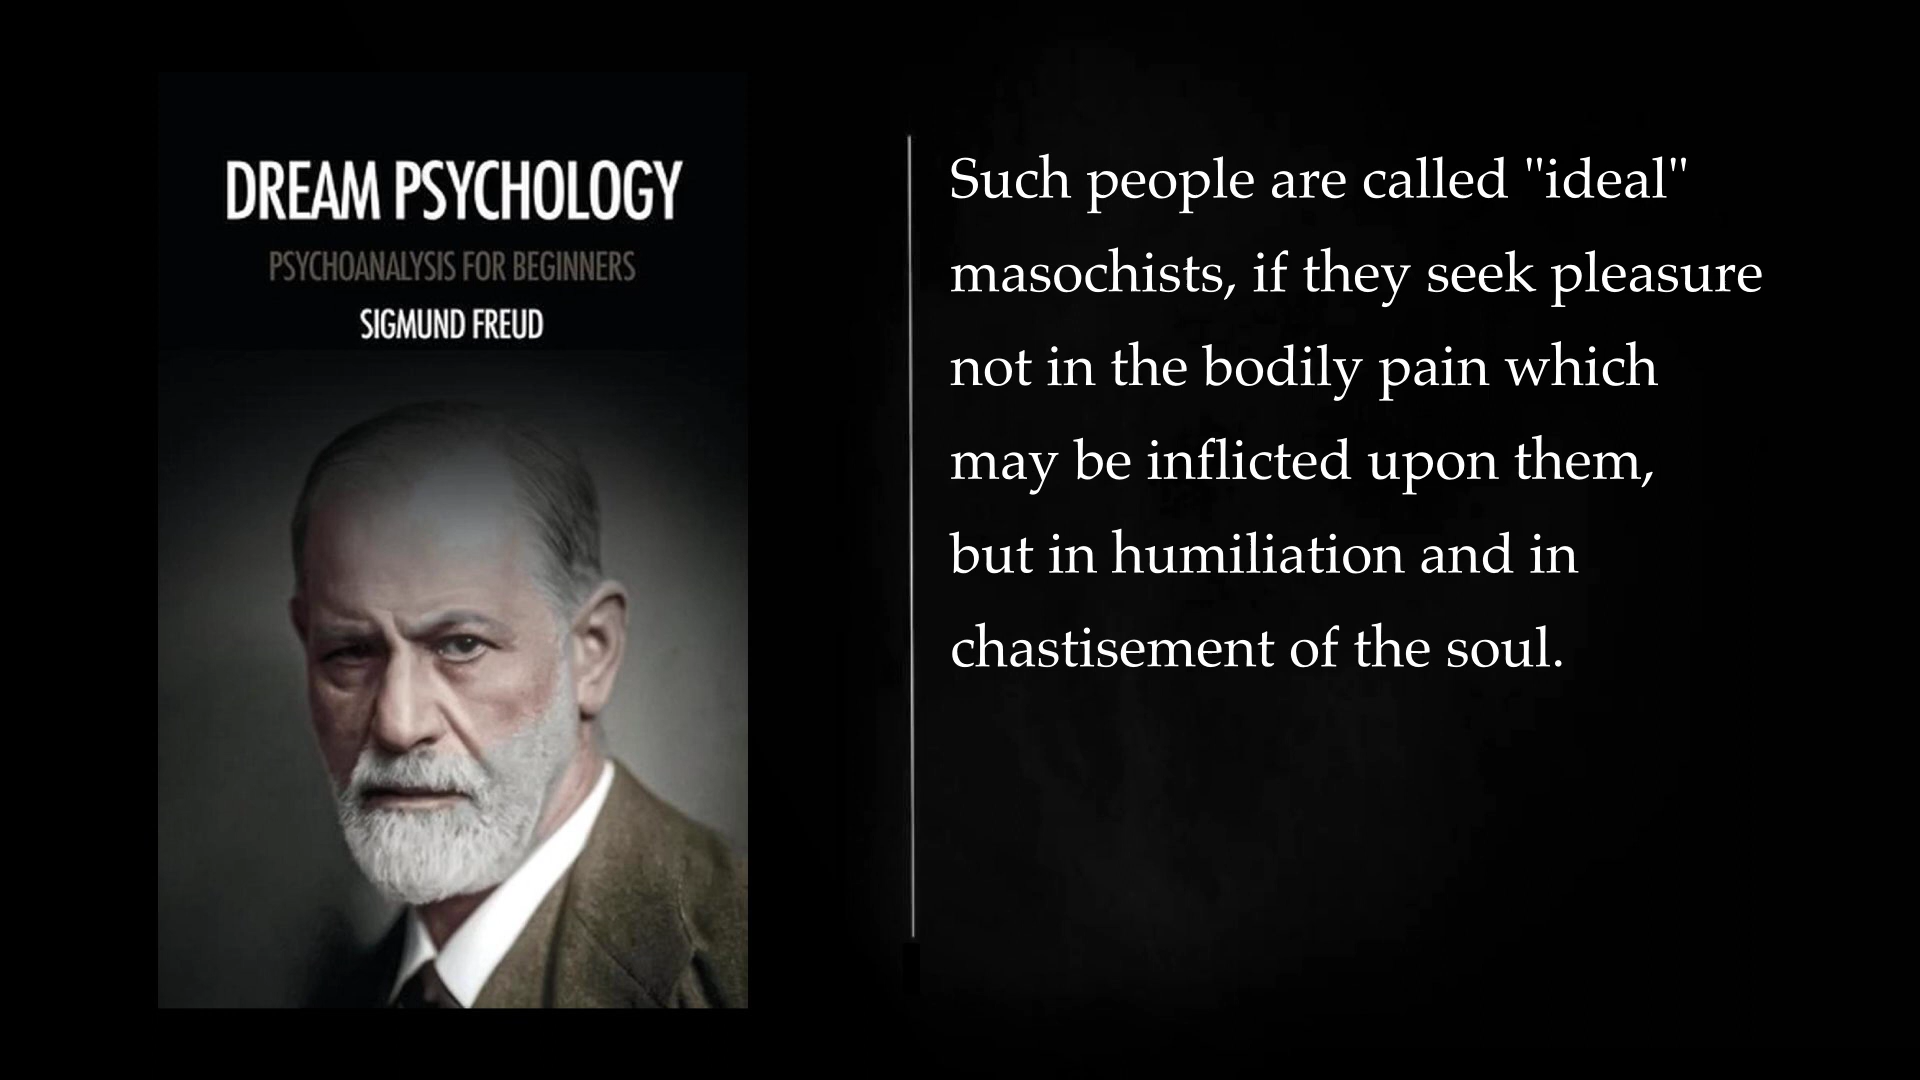 DREAM PSYCHOLOGY
PSYCHOANALYSIS FOR BEGINNERS
SIGMUND FREUD
Such people are called "ideal"
masochists, if they seek pleasure
not in the bodily pain which
may be inflicted upon them,
but in humiliation and in
chastisement of the soul.